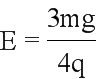 E = 3mg/4q